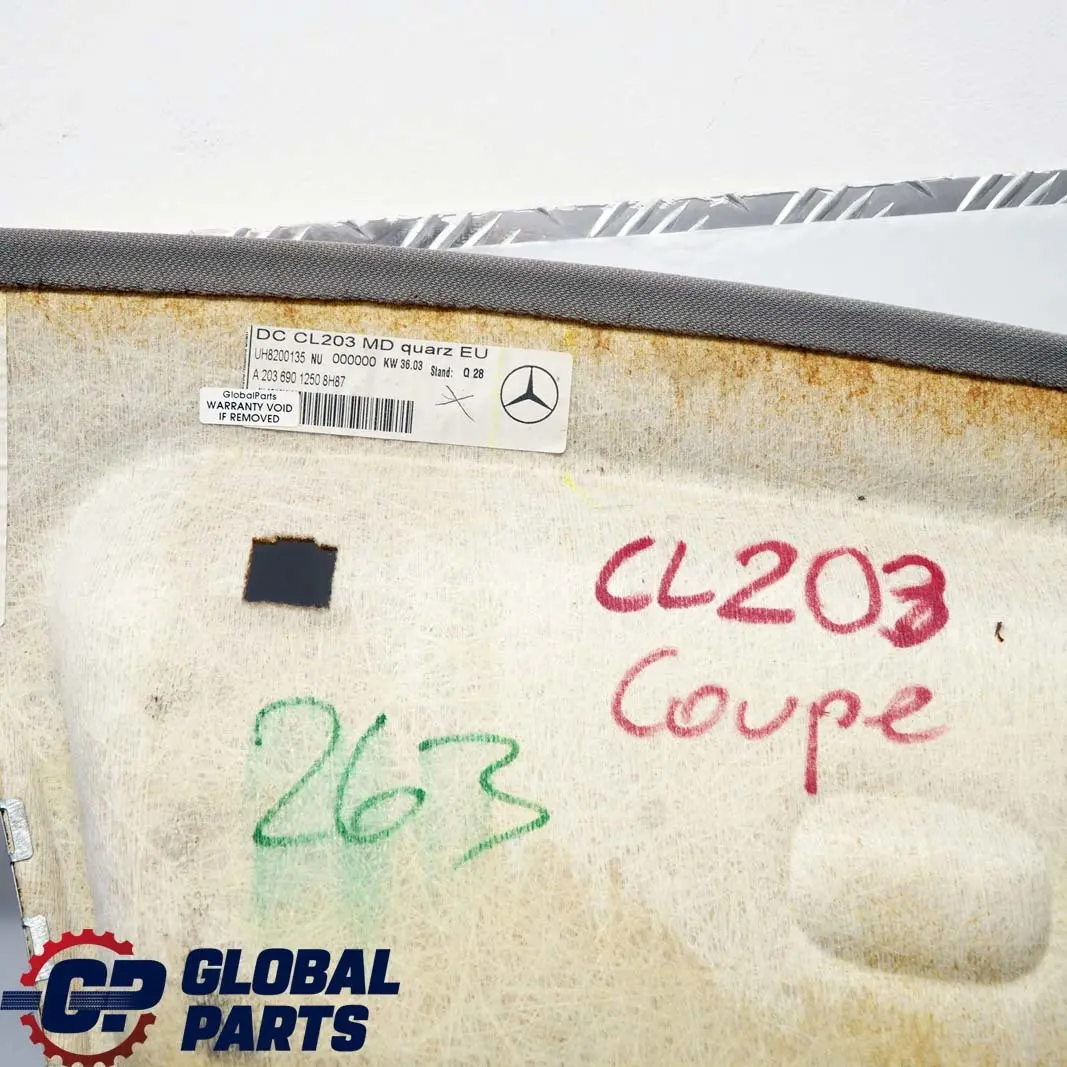 DC CL203 MD quarz EU
UH8200135 NU 000000 KW 36.03 Stand: Q 28
A 203 690 1250 8H87
GlobalParts
WARRANTY VOID
IF REMOVED
CL203
Coupe
263
GP GLOBAL
PARTS